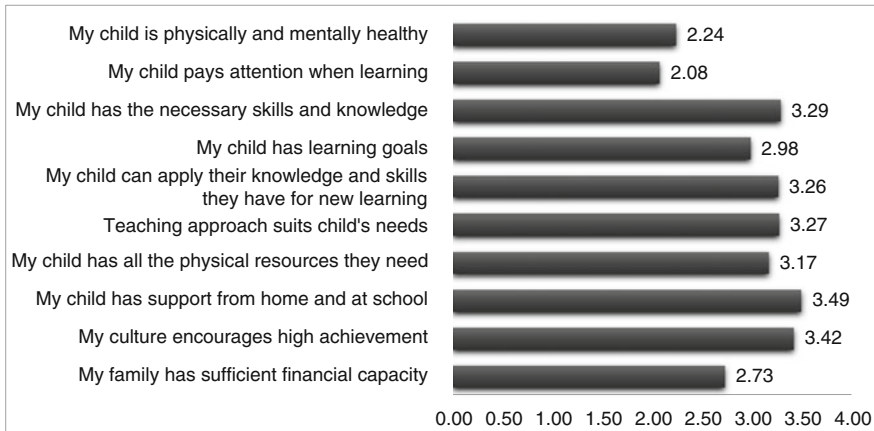 My child is physically and mentally healthy 2.24
My child pays attention when learning 2.08
My child has the necessary skills and knowledge 3.29
My child has learning goals 2.98
My child can apply their knowledge and skills
they have for new learning 3.26
Teaching approach suits child's needs 3.27
My child has all the physical resources they need 3.17
My child has support from home and at school 3.49
My culture encourages high achievement 3.42
My family has sufficient financial capacity 2.73
0.00 0.50 1.00 1.50 2.00 2.50 3.00 3.50 4.00